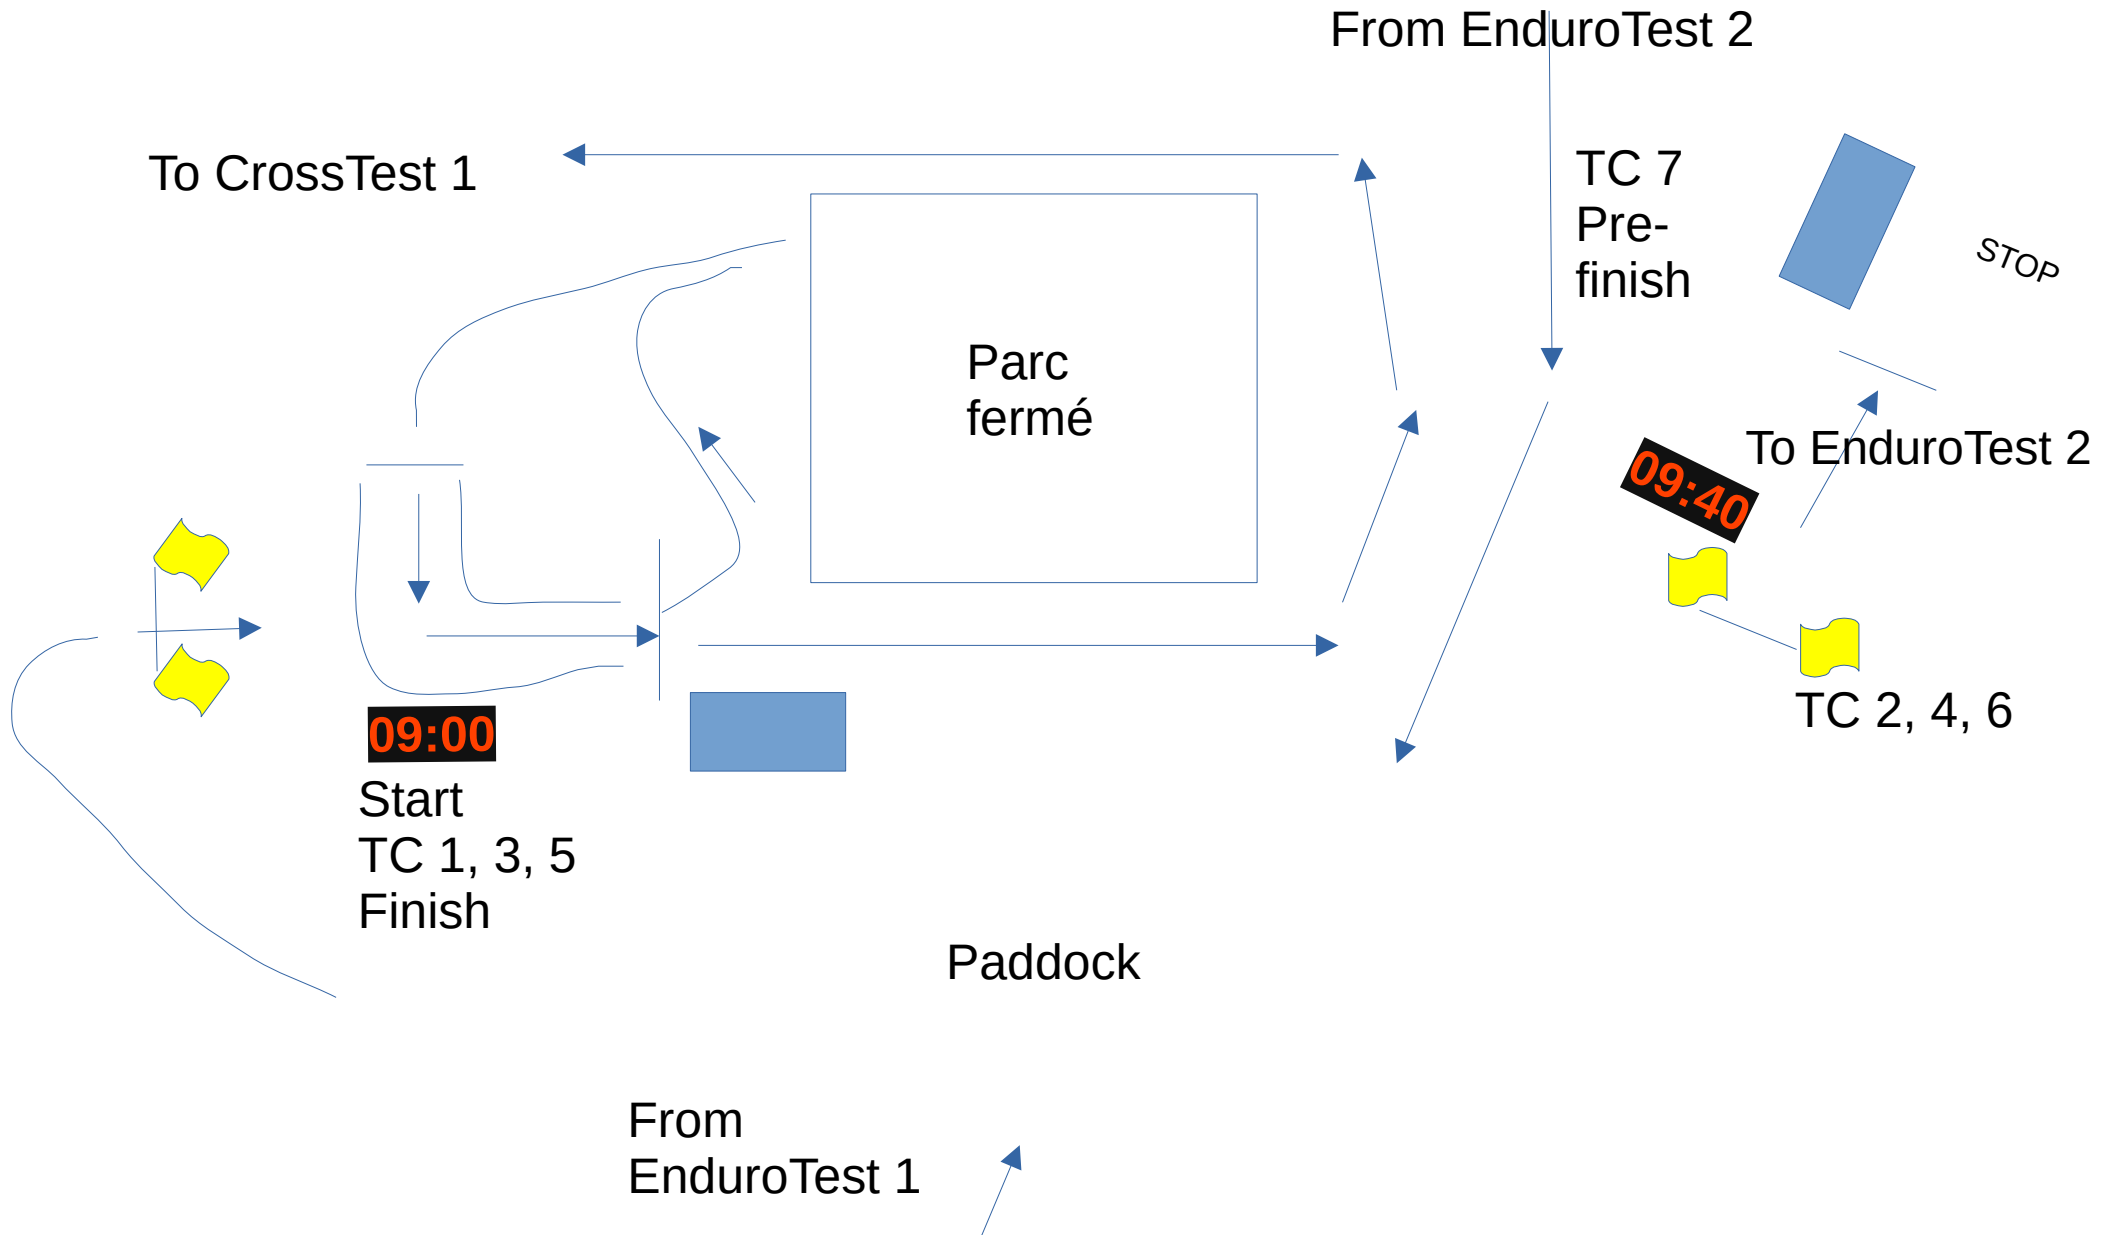 From EnduroTest 2
To CrossTest 1
TC 7
Pre-
finish
STOP
Parc
fermé
To EnduroTest 2
09:40
TC 2, 4, 6
09:00
Start
TC 1, 3, 5
Finish
Paddock
From
EnduroTest 1